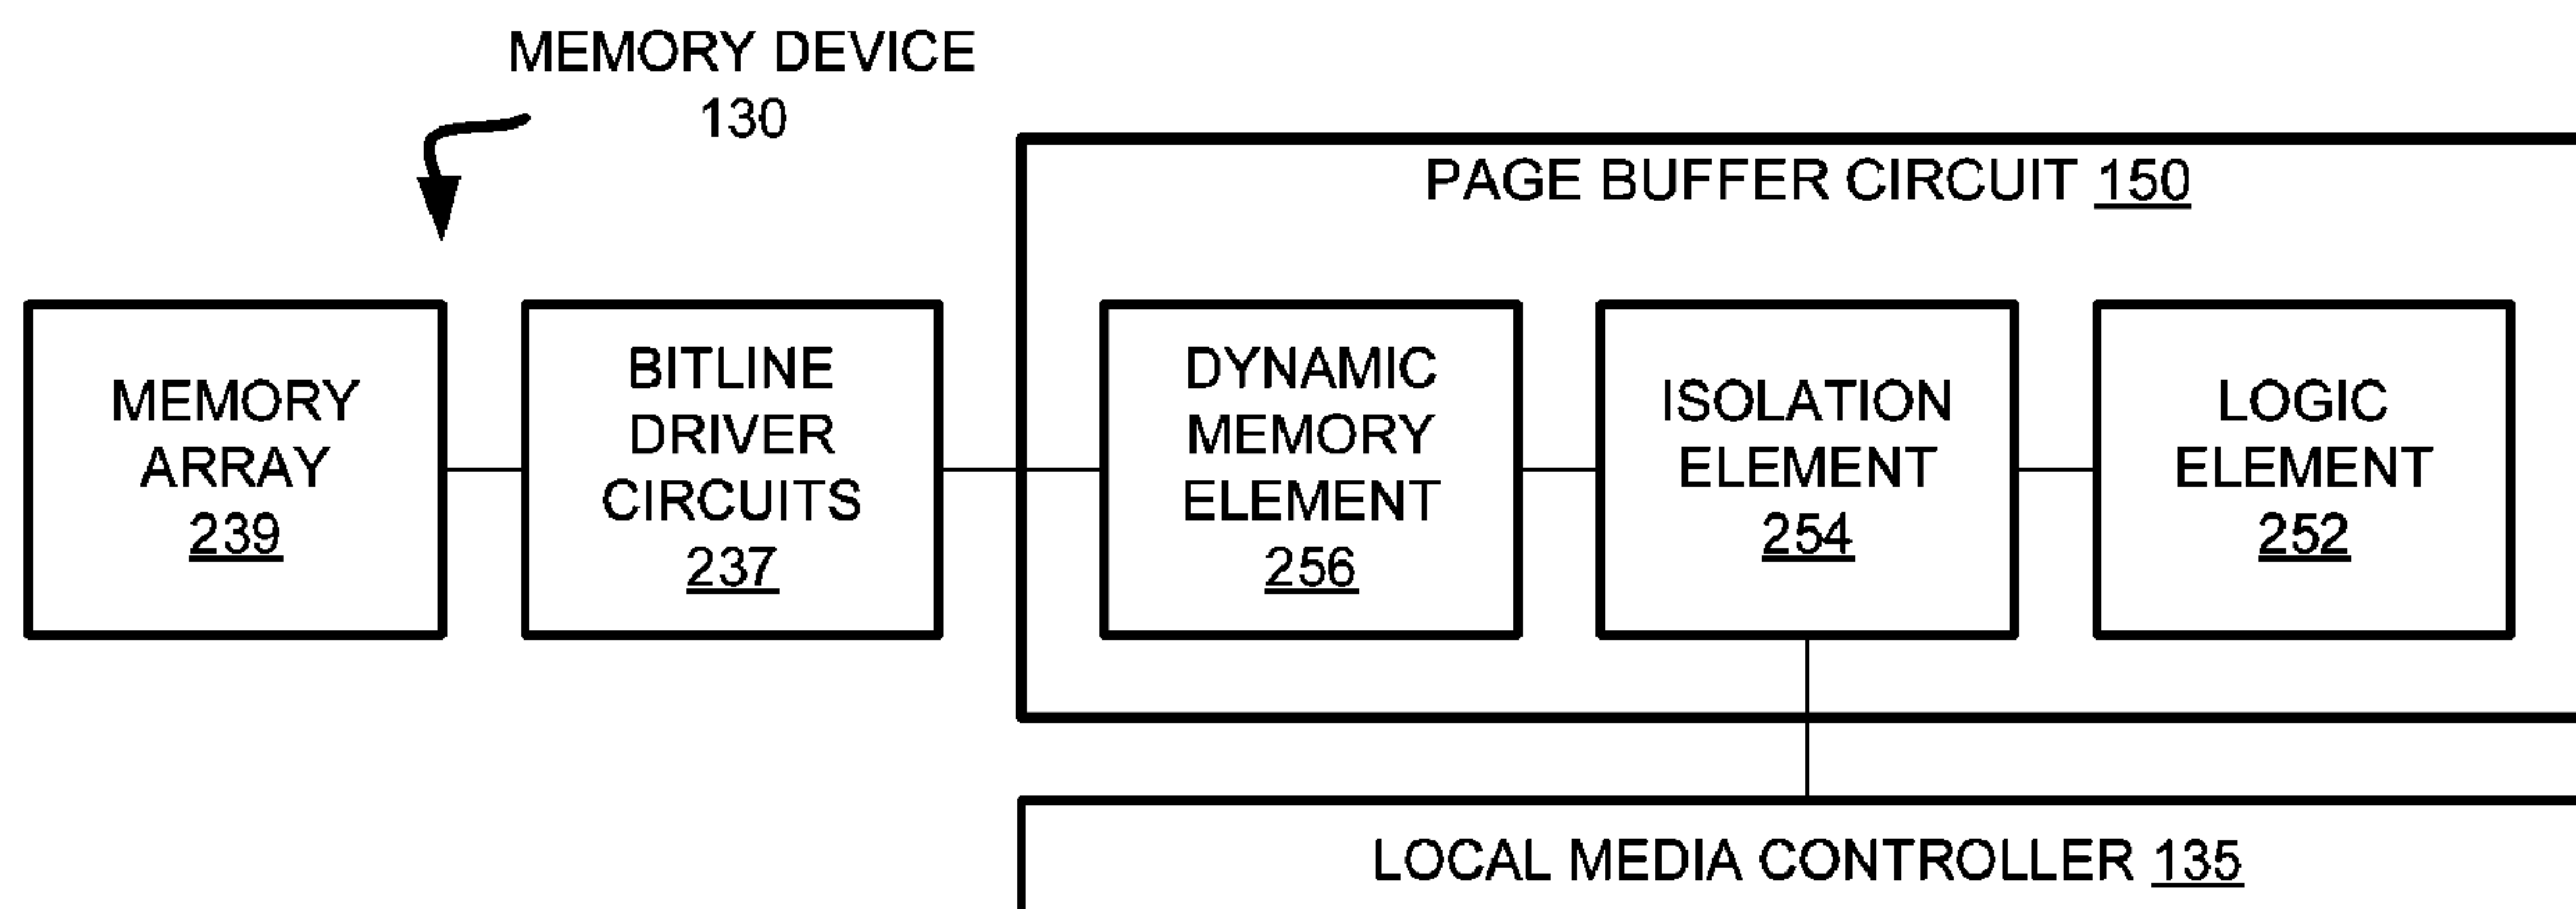 MEMORY DEVICE
130
PAGE BUFFER CIRCUIT 150
MEMORY
ARRAY
239
BITLINE
DRIVER
CIRCUITS
237
DYNAMIC
MEMORY
ELEMENT
256
ISOLATION
ELEMENT
254
LOGIC
ELEMENT
252
LOCAL MEDIA CONTROLLER 135